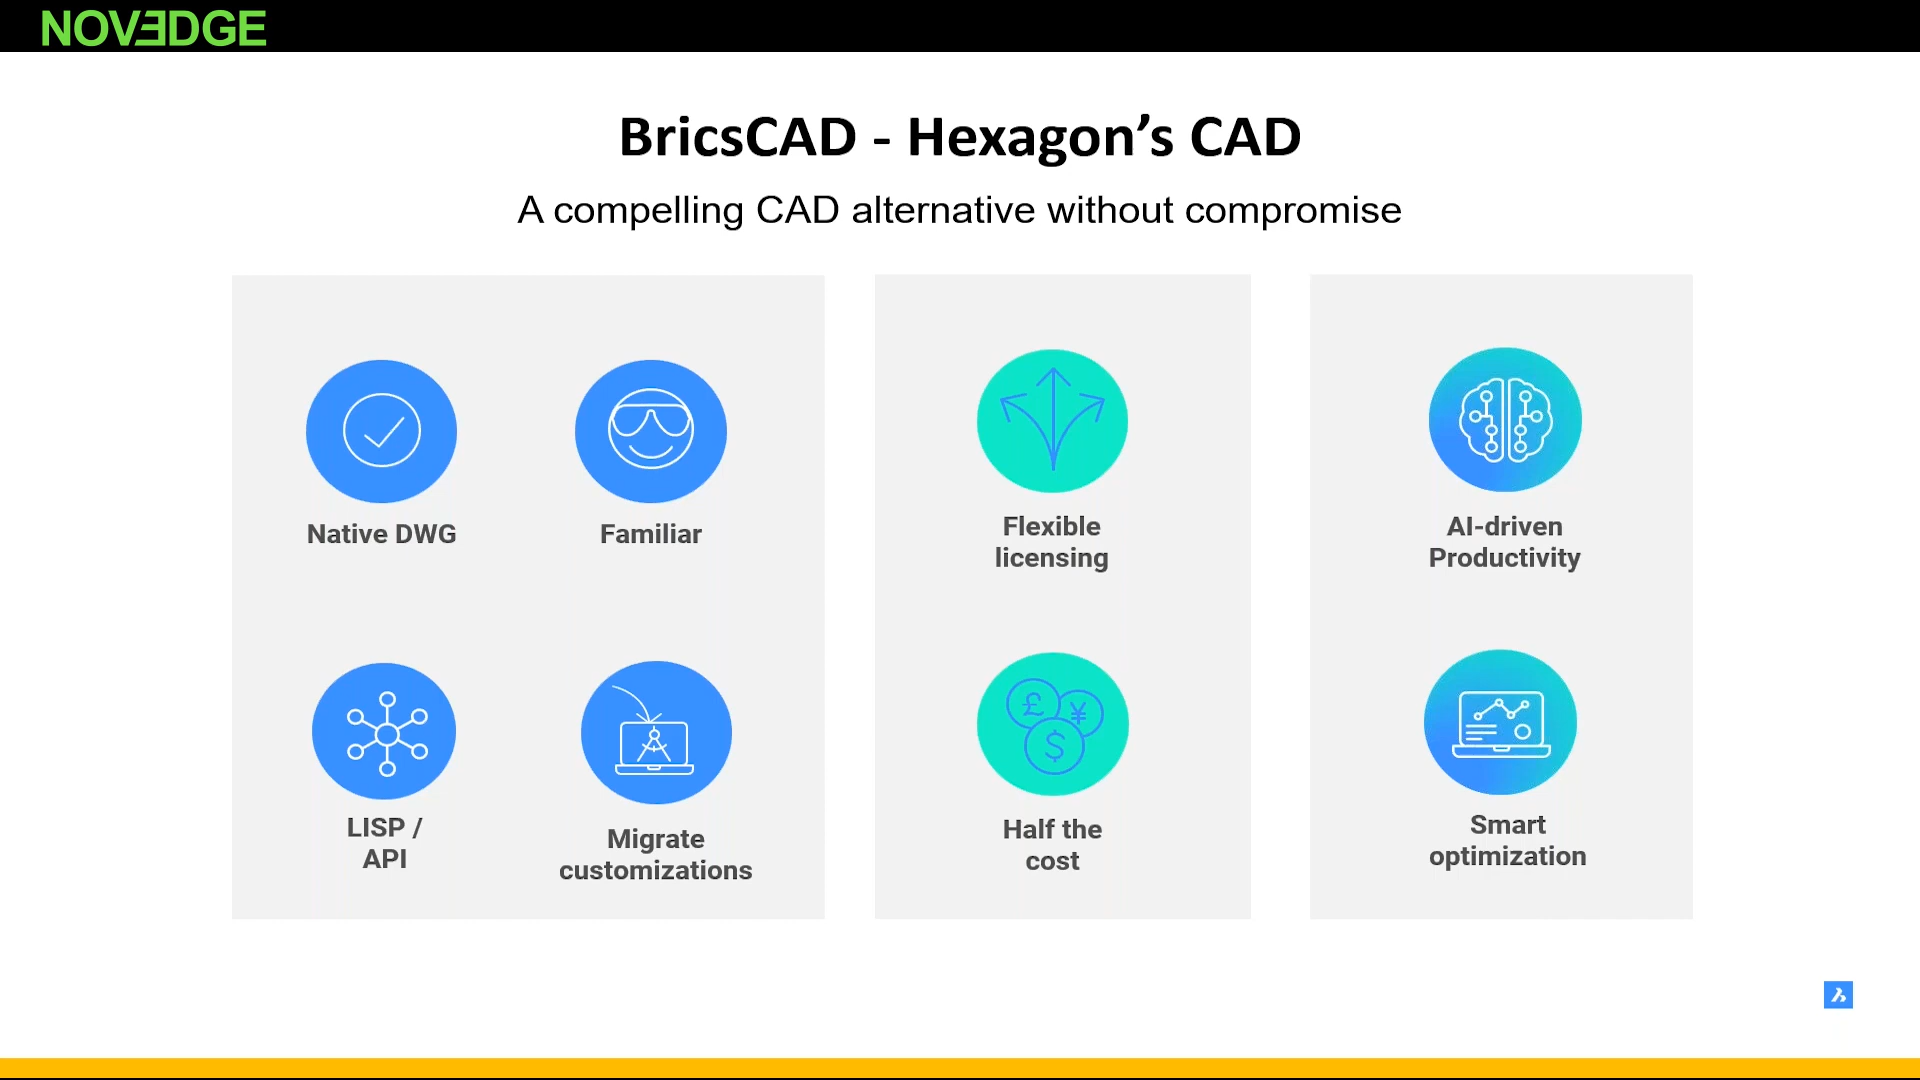 NOVEDGE
BricsCAD - Hexagon’s CAD
A compelling CAD alternative without compromise
Native DWG
Familiar
LISP /
API
Migrate
customizations
Flexible
licensing
£
¥
$
Half the
cost
AI-driven
Productivity
Smart
optimization